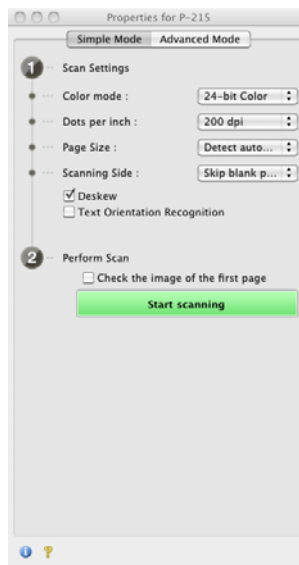 Properties for P-215
Simple Mode Advanced Mode
1 Scan Settings
Color mode : 24-bit Color
Dots per inch : 200 dpi
Page Size : Detect auto...
Scanning Side : Skip blank p...
Deskew
Text Orientation Recognition
2 Perform Scan
Check the image of the first page
Start scanning